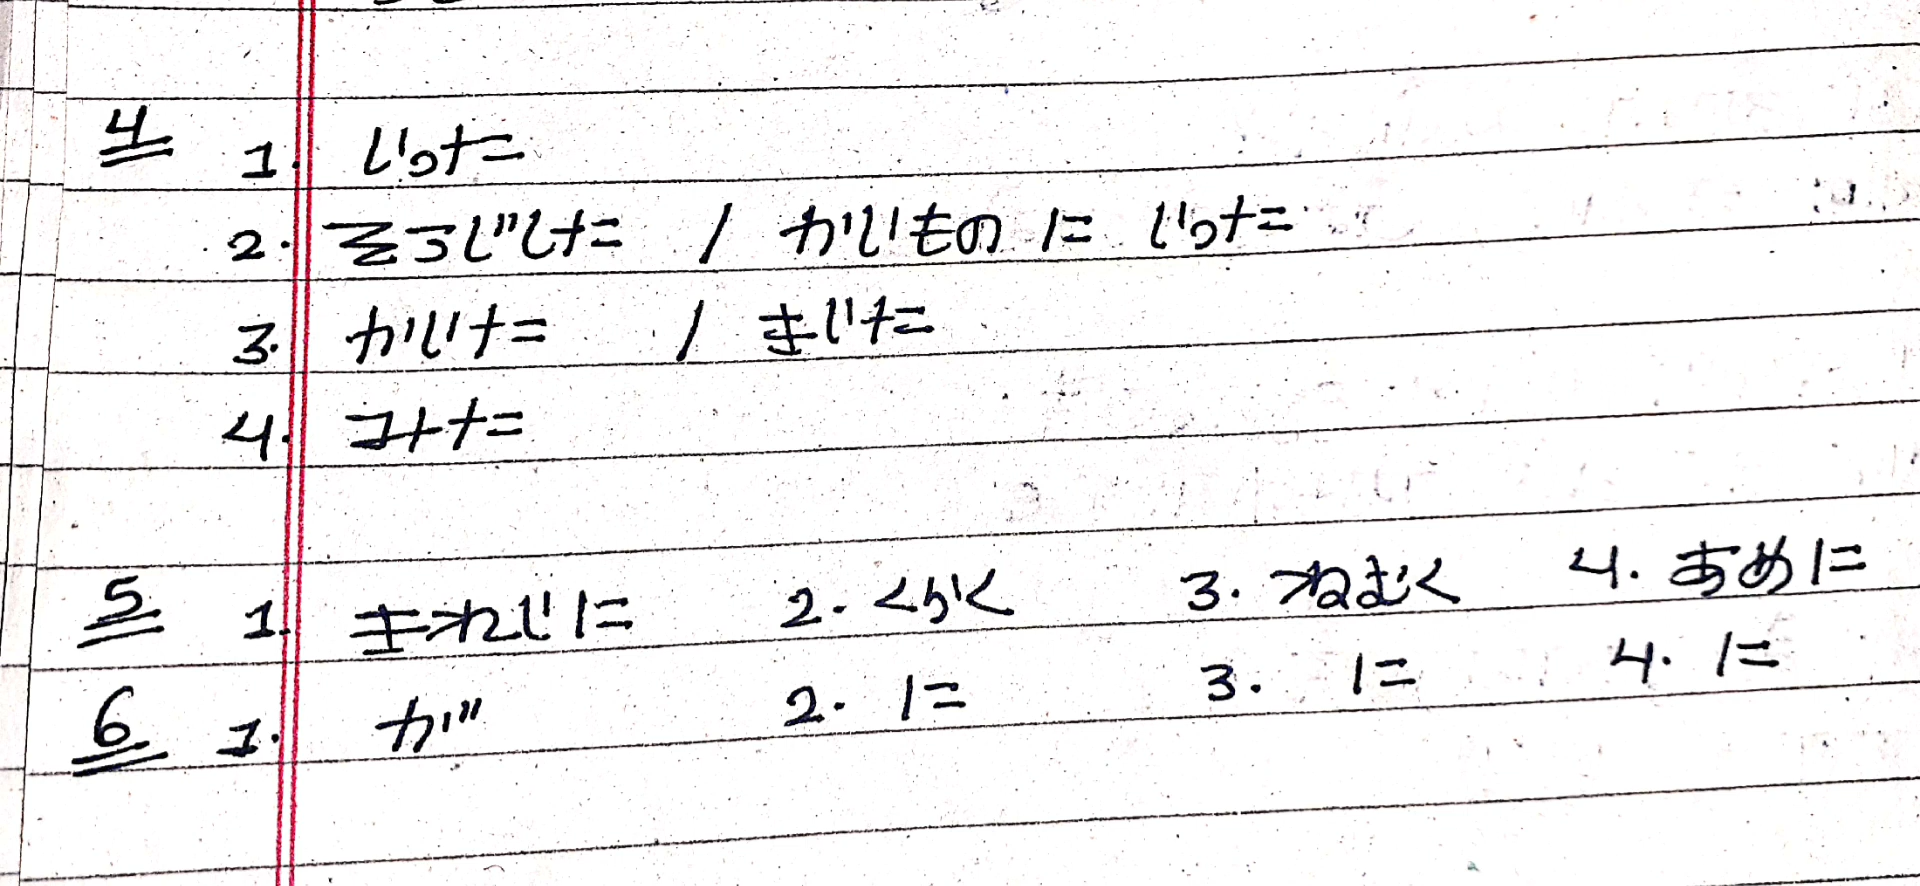 4 1. いった
2. そうじした / かいものに いった
3. かいた / きいた
4. コトた
5 1. きれいに 2. くらく 3. ねむく 4. あめに
6 1. が 2. に 3. に 4. に